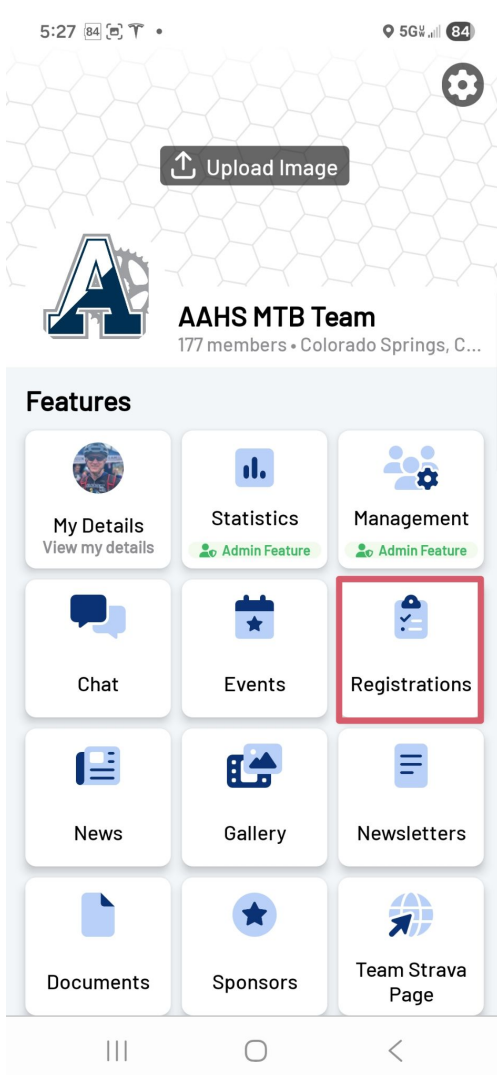 5:27 84
5G 84
Upload Image
A
AAHS MTB Team
177 members • Colorado Springs, C...
Features
My Details
View my details
Statistics
Admin Feature
Management
Admin Feature
Chat
Events
Registrations
News
Gallery
Newsletters
Documents
Sponsors
Team Strava
Page